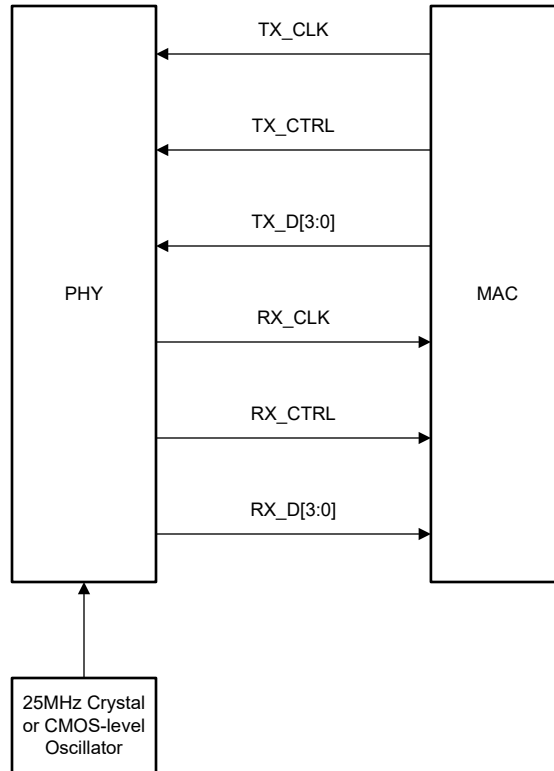 TX_CLK
TX_CTRL
TX_D[3:0]
PHY
MAC
RX_CLK
RX_CTRL
RX_D[3:0]
25MHz Crystal
or CMOS-level
Oscillator